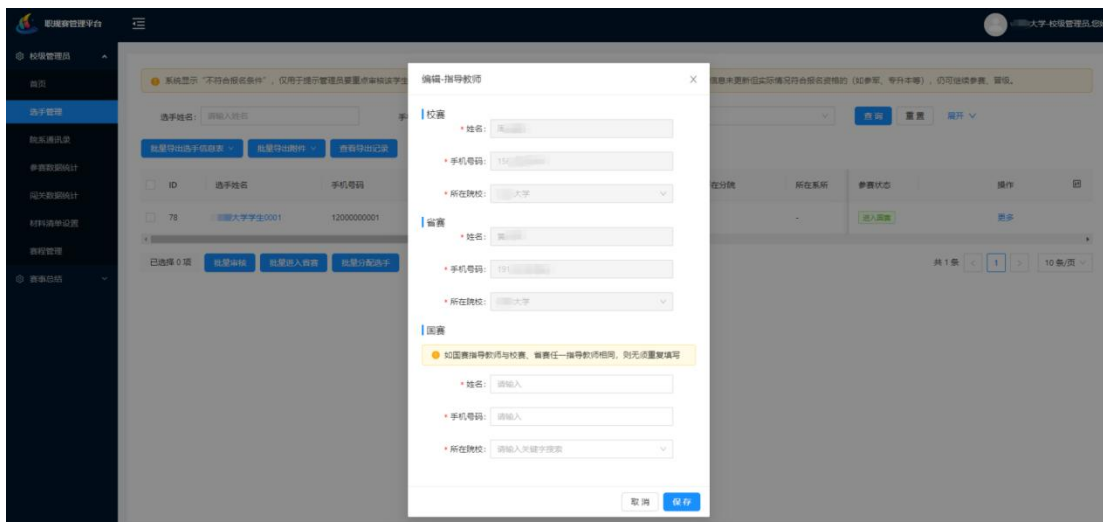 职规赛管理平台
大学-校级管理员,您
校级管理员
首页
选手管理
院系通讯录
参赛数据统计
闯关数据统计
材料清单设置
赛程管理
赛事总结
系统显示“不符合报名条件”，仅用于提示管理员要重点审核该学生
信息未更新但实际情况符合报名资格的（如参军、专升本等），仍可继续参赛、晋级。
选手姓名: 请输入姓名
查询 重置 展开
批量导出选手信息表 批量导出附件 查看导出记录
ID 选手姓名 手机号码
在分院 所在系所 参赛状态 操作
78 大学学生0001 12000000001
- 进入国赛 更多
已选择 0 项 批量审核 批量进入省赛 批量分配选手
共 1 条 < 1 > 10 条/页
编辑-指导教师
校赛
* 姓名:
* 手机号码:
* 所在院校: 大学
省赛
* 姓名:
* 手机号码: 191
* 所在院校: 大学
国赛
如国赛指导教师与校赛、省赛任一指导教师相同，则无须重复填写
* 姓名: 请输入
* 手机号码: 请输入
* 所在院校: 请输入关键字搜索
取 消 保 存